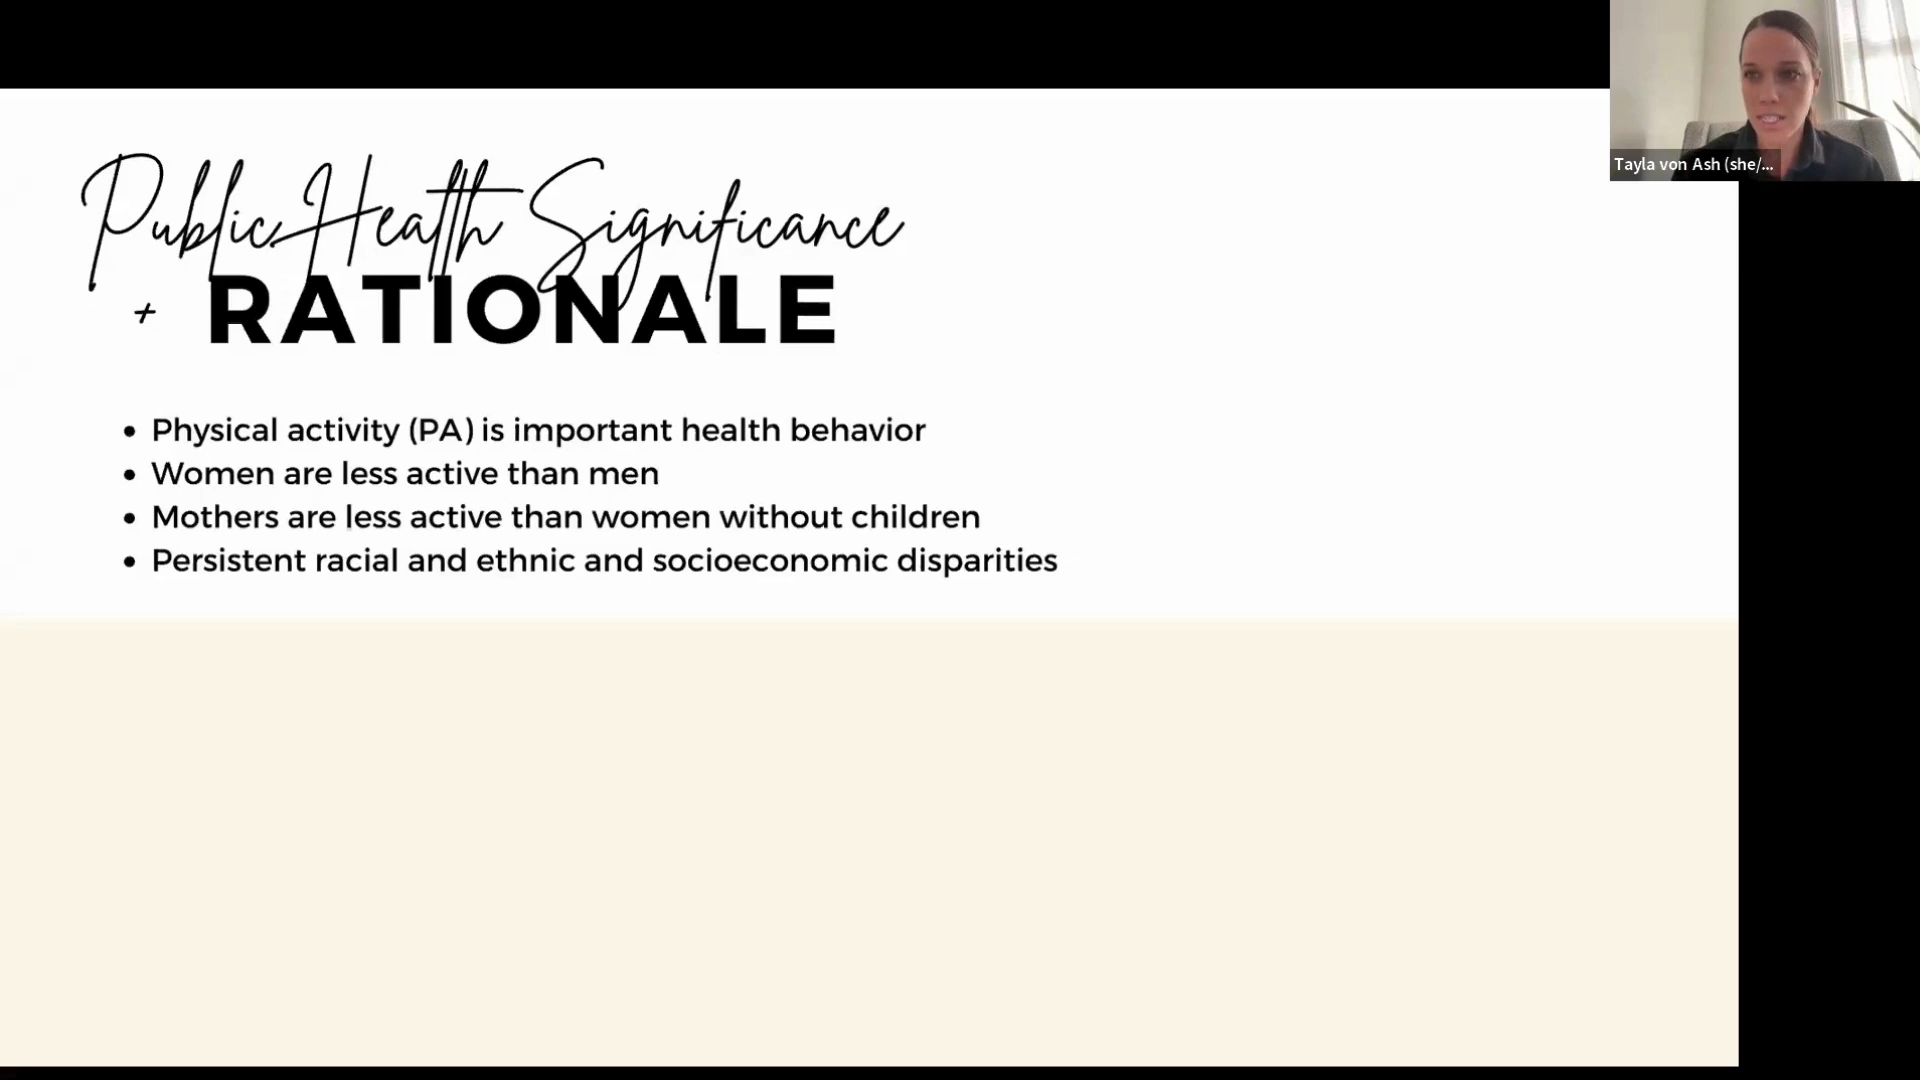 Public Health Significance
+ RATIONALE
• Physical activity (PA) is important health behavior
• Women are less active than men
• Mothers are less active than women without children
• Persistent racial and ethnic and socioeconomic disparities
Tayla von Ash (she/...